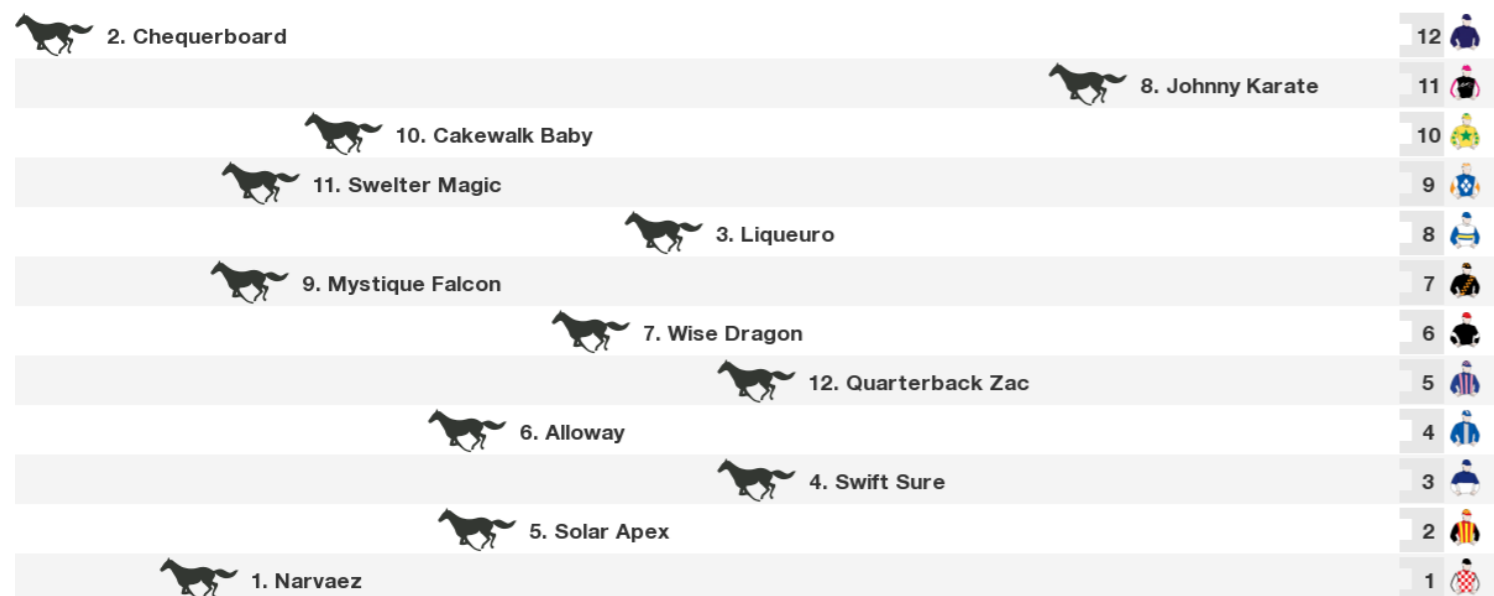 2. Chequerboard 12
8. Johnny Karate 11
10. Cakewalk Baby 10
11. Swelter Magic 9
3. Liqueuro 8
9. Mystique Falcon 7
7. Wise Dragon 6
12. Quarterback Zac 5
6. Alloway 4
4. Swift Sure 3
5. Solar Apex 2
1. Narvaez 1